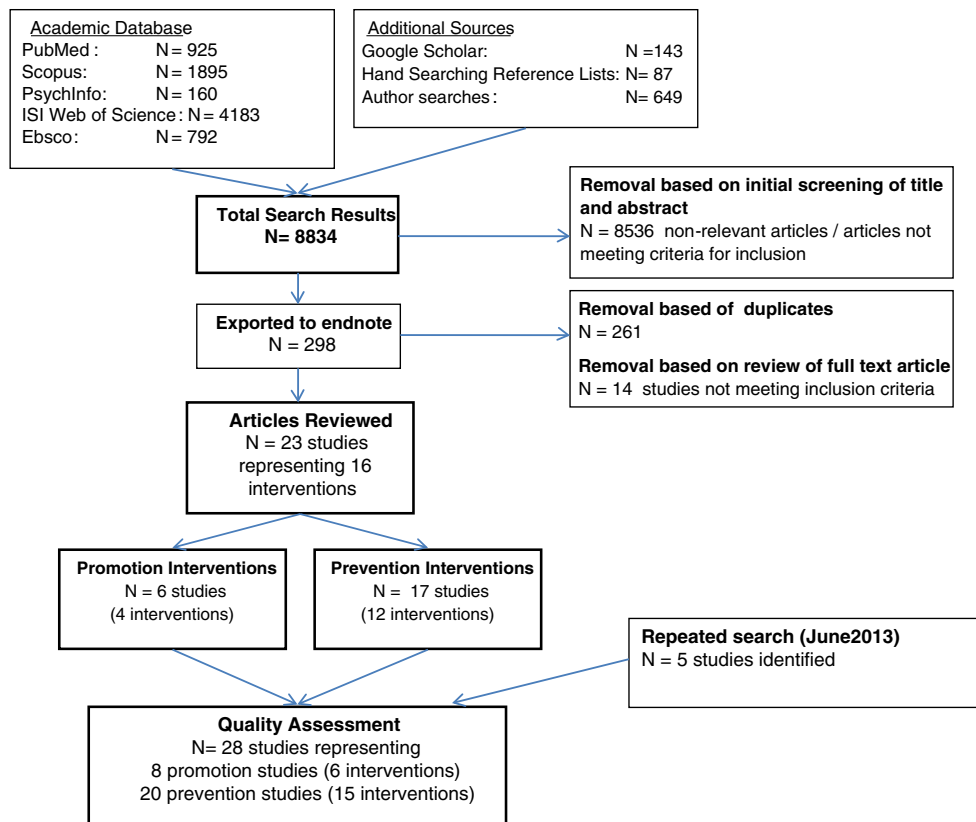 Academic Database
PubMed : N = 925
Scopus: N = 1895
PsychInfo: N = 160
ISI Web of Science : N = 4183
Ebsco: N = 792
Additional Sources
Google Scholar: N =143
Hand Searching Reference Lists: N= 87
Author searches : N= 649
Total Search Results
N= 8834
Removal based on initial screening of title
and abstract
N = 8536 non-relevant articles / articles not
meeting criteria for inclusion
Exported to endnote
N = 298
Removal based of duplicates
N = 261
Removal based on review of full text article
N = 14 studies not meeting inclusion criteria
Articles Reviewed
N = 23 studies
representing 16
interventions
Promotion Interventions
N = 6 studies
(4 interventions)
Prevention Interventions
N = 17 studies
(12 interventions)
Repeated search (June2013)
N = 5 studies identified
Quality Assessment
N= 28 studies representing
8 promotion studies (6 interventions)
20 prevention studies (15 interventions)